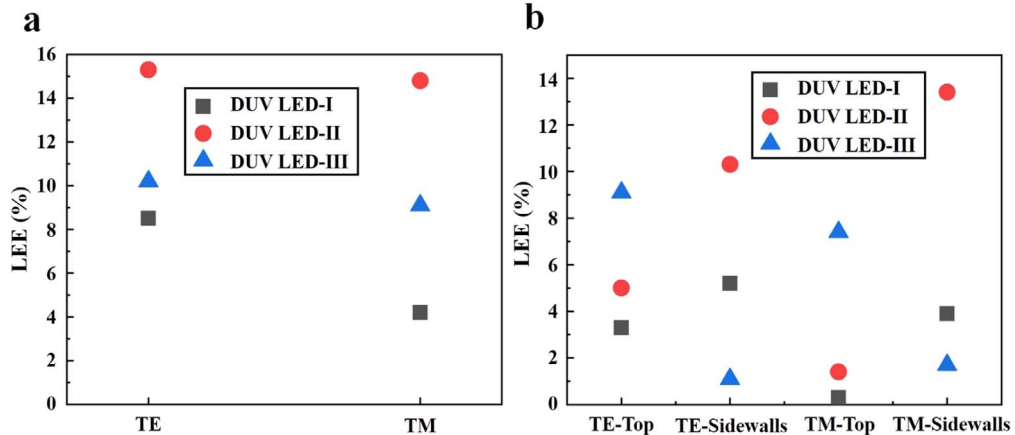 a
16
14
12
10
8
6
4
2
0
LEE (%)
DUV LED-I
DUV LED-II
DUV LED-III
TE
TM
b
14
12
10
8
6
4
2
0
LEE (%)
DUV LED-I
DUV LED-II
DUV LED-III
TE-Top
TE-Sidewalls
TM-Top
TM-Sidewalls